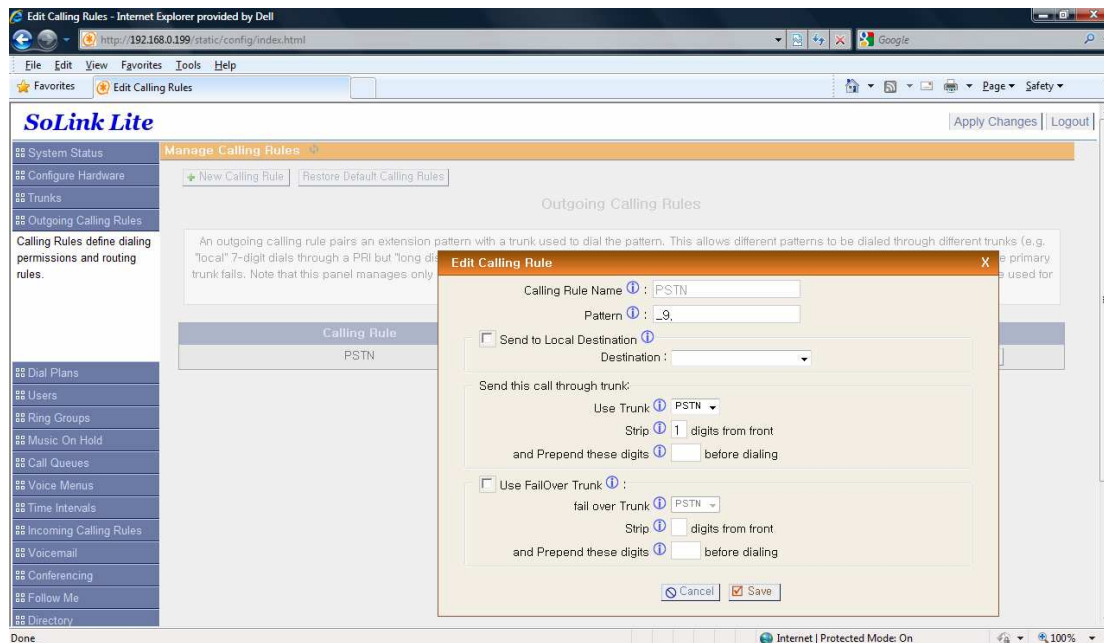 Edit Calling Rules - Internet Explorer provided by Dell
http://192.168.0.199/static/config/index.html
Google
File Edit View Favorites Tools Help
Favorites Edit Calling Rules
Page Safety
SoLink Lite
Apply Changes Logout
System Status
Configure Hardware
Trunks
Outgoing Calling Rules
Calling Rules define dialing
permissions and routing
rules.
Dial Plans
Users
Ring Groups
Music On Hold
Call Queues
Voice Menus
Time Intervals
Incoming Calling Rules
Voicemail
Conferencing
Follow Me
Directory
Manage Calling Rules
New Calling Rule Restore Default Calling Rules
Outgoing Calling Rules
An outgoing calling rule pairs an extension pattern with a trunk used to dial the pattern. This allows different patterns to be dialed through different trunks (e.g.
"local" 7-digit dials through a PRI but "long dis
e primary
trunk fails. Note that this panel manages only
used for
Calling Rule
PSTN
Edit Calling Rule X
Calling Rule Name : PSTN
Pattern : _9,
Send to Local Destination
Destination :
Send this call through trunk:
Use Trunk PSTN
Strip 1 digits from front
and Prepend these digits before dialing
Use FailOver Trunk :
fail over Trunk PSTN
Strip digits from front
and Prepend these digits before dialing
Cancel Save
Done
Internet | Protected Mode: On
100%